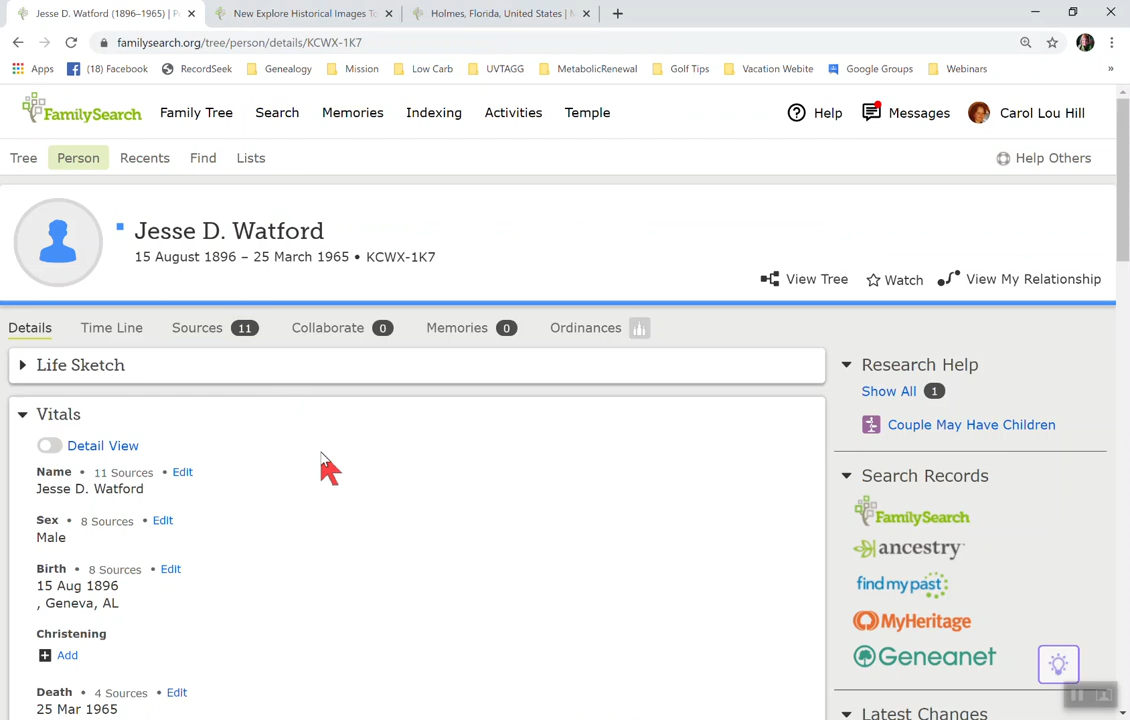 Jesse D. Watford (1896–1965) | P
New Explore Historical Images To
Holmes, Florida, United States |
familysearch.org/tree/person/details/KCWX-1K7
Apps
(18) Facebook
RecordSeek
Genealogy
Mission
Low Carb
UVTAGG
MetabolicRenewal
Golf Tips
Vacation Webite
Google Groups
Webinars
»
FamilySearch
Family Tree
Search
Memories
Indexing
Activities
Temple
Help
Messages
Carol Lou Hill
Tree
Person
Recents
Find
Lists
Help Others
Jesse D. Watford
15 August 1896 – 25 March 1965 • KCWX-1K7
View Tree
Watch
View My Relationship
Details
Time Line
Sources 11
Collaborate 0
Memories 0
Ordinances
Life Sketch
Vitals
Detail View
Name • 11 Sources • Edit
Jesse D. Watford
Sex • 8 Sources • Edit
Male
Birth • 8 Sources • Edit
15 Aug 1896
, Geneva, AL
Christening
Add
Death • 4 Sources • Edit
25 Mar 1965
Research Help
Show All 1
Couple May Have Children
Search Records
FamilySearch
ancestry
findmypast
MyHeritage
Geneanet
Latest Changes